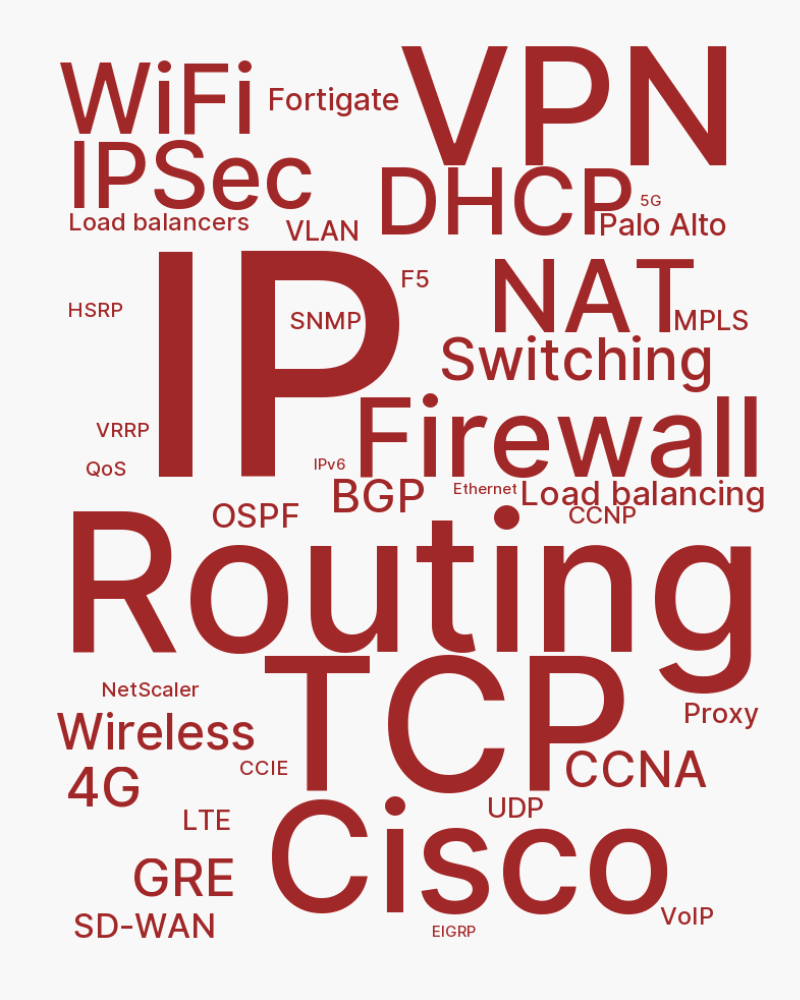 WiFi
Fortigate
VPN
IPSec
DHCP
5G
Load balancers
VLAN
Palo Alto
IP
F5
NAT
HSRP
SNMP
MPLS
Switching
Firewall
VRRP
QoS
IPv6
BGP
Ethernet
Load balancing
OSPF
CCNP
Routing
TCP
NetScaler
Proxy
Wireless
CCIE
CCNA
4G
Cisco
UDP
LTE
GRE
SD-WAN
EIGRP
VoIP